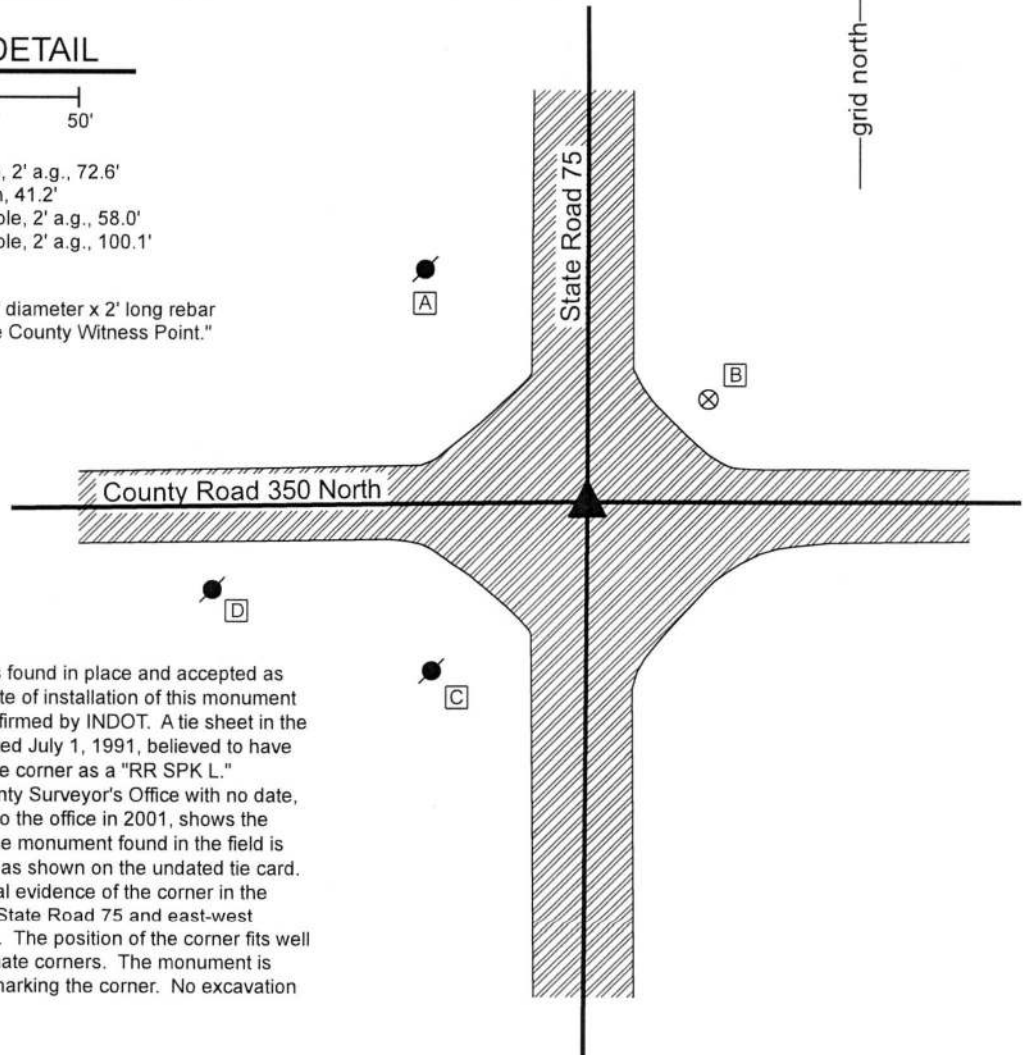 DETAIL
50'
, 2' a.g., 72.6'
, 41.2'
ole, 2' a.g., 58.0'
ole, 2' a.g., 100.1'
diameter x 2' long rebar
County Witness Point."
s found in place and accepted as
te of installation of this monument
firmed by INDOT. A tie sheet in the
ed July 1, 1991, believed to have
e corner as a "RR SPK L."
nty Surveyor's Office with no date,
o the office in 2001, shows the
e monument found in the field is
as shown on the undated tie card.
al evidence of the corner in the
State Road 75 and east-west
. The position of the corner fits well
ate corners. The monument is
narking the corner. No excavation
grid north
State Road 75
A
B
County Road 350 North
D
C